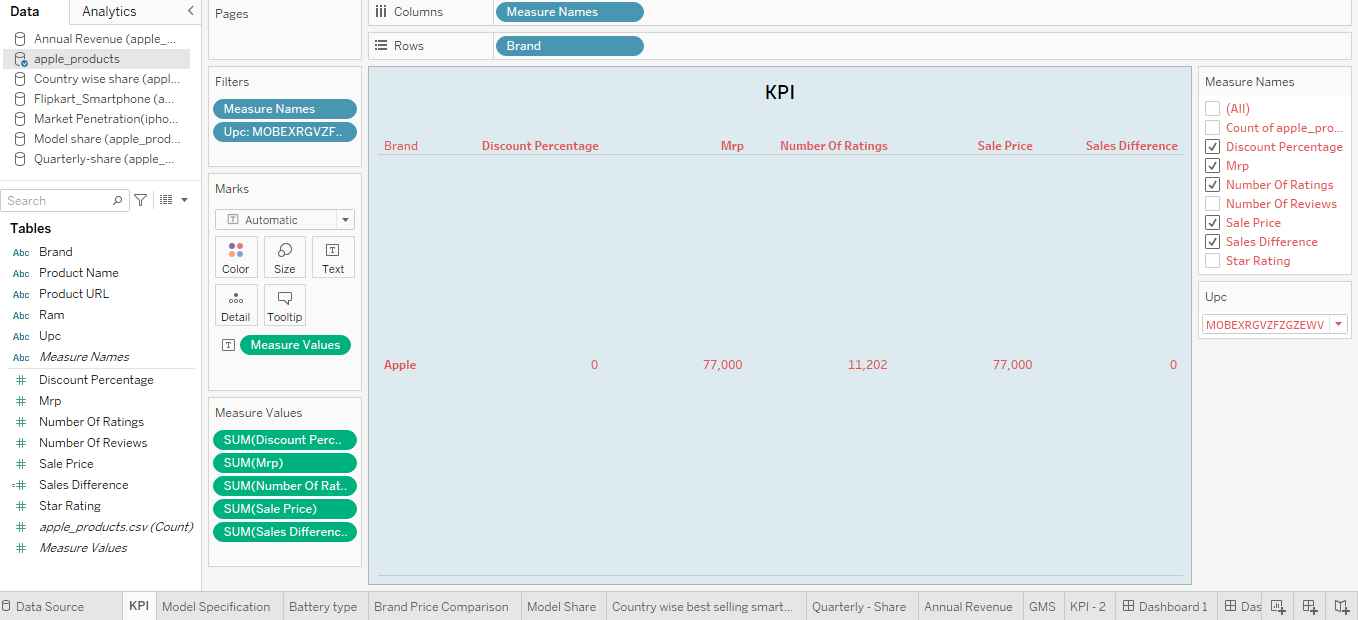 Data
Analytics
Annual Revenue (apple_...
apple_products
Country wise share (appl...
Flipkart_Smartphone (a...
Market Penetration(ipho...
Model share (apple_prod...
Quarterly-share (apple_...
Search
Tables
Abc Brand
Abc Product Name
Abc Product URL
Abc Ram
Abc Upc
Abc Measure Names
Discount Percentage
Mrp
Number Of Ratings
Number Of Reviews
Sale Price
Sales Difference
Star Rating
apple_products.csv (Count)
Measure Values
Pages
Filters
Measure Names
Upc: MOBEXRGVZF..
Marks
Automatic
Color Size Text
Detail Tooltip
Measure Values
Measure Values
SUM(Discount Perc..
SUM(Mrp)
SUM(Number Of Rat..
SUM(Sale Price)
SUM(Sales Differenc..
Columns Measure Names
Rows Brand
KPI
Brand Discount Percentage Mrp Number Of Ratings Sale Price Sales Difference
Apple 0 77,000 11,202 77,000 0
Measure Names
(All)
Count of apple_pro...
Discount Percentage
Mrp
Number Of Ratings
Number Of Reviews
Sale Price
Sales Difference
Star Rating
Upc
MOBEXRGVZFZGZEWV
Data Source KPI Model Specification Battery type Brand Price Comparison Model Share Country wise best selling smart... Quarterly - Share Annual Revenue GMS KPI - 2 Dashboard 1 Das